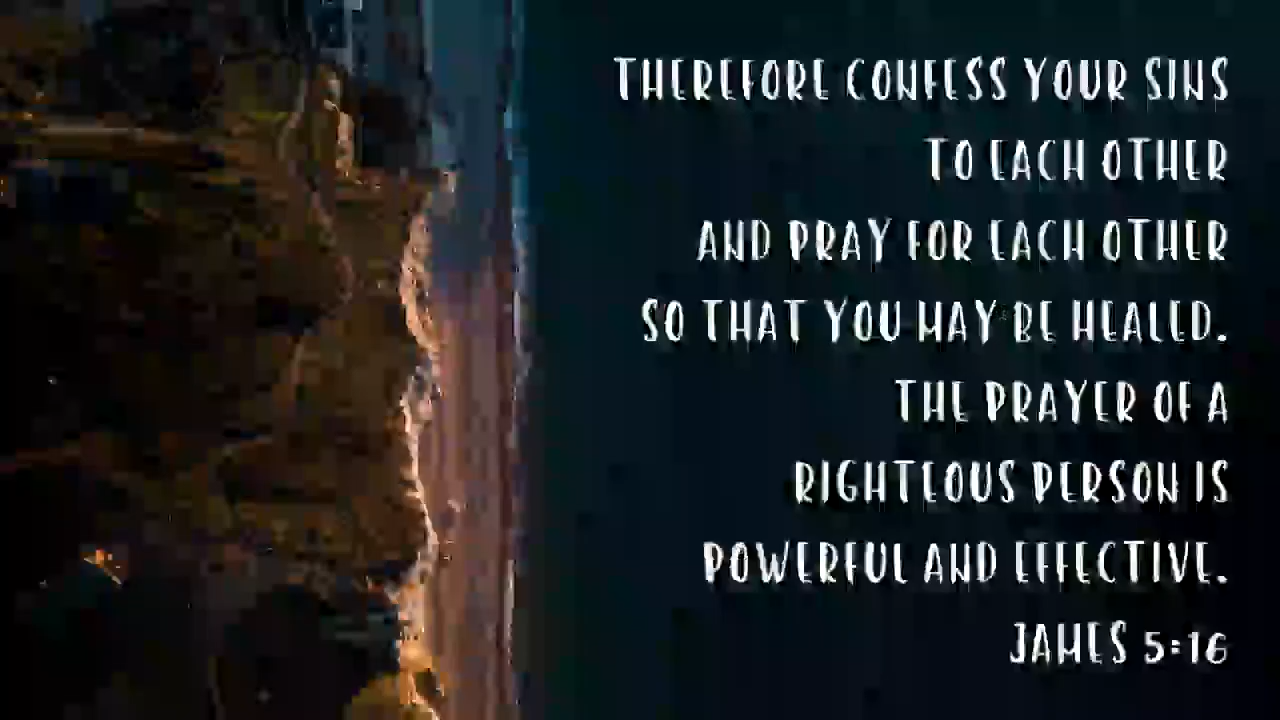 THEREFORE CONFESS YOUR SINS
TO EACH OTHER
AND PRAY FOR EACH OTHER
SO THAT YOU MAY BE HEALED.
THE PRAYER OF A
RIGHTEOUS PERSON IS
POWERFUL AND EFFECTIVE.
JAMES 5:16